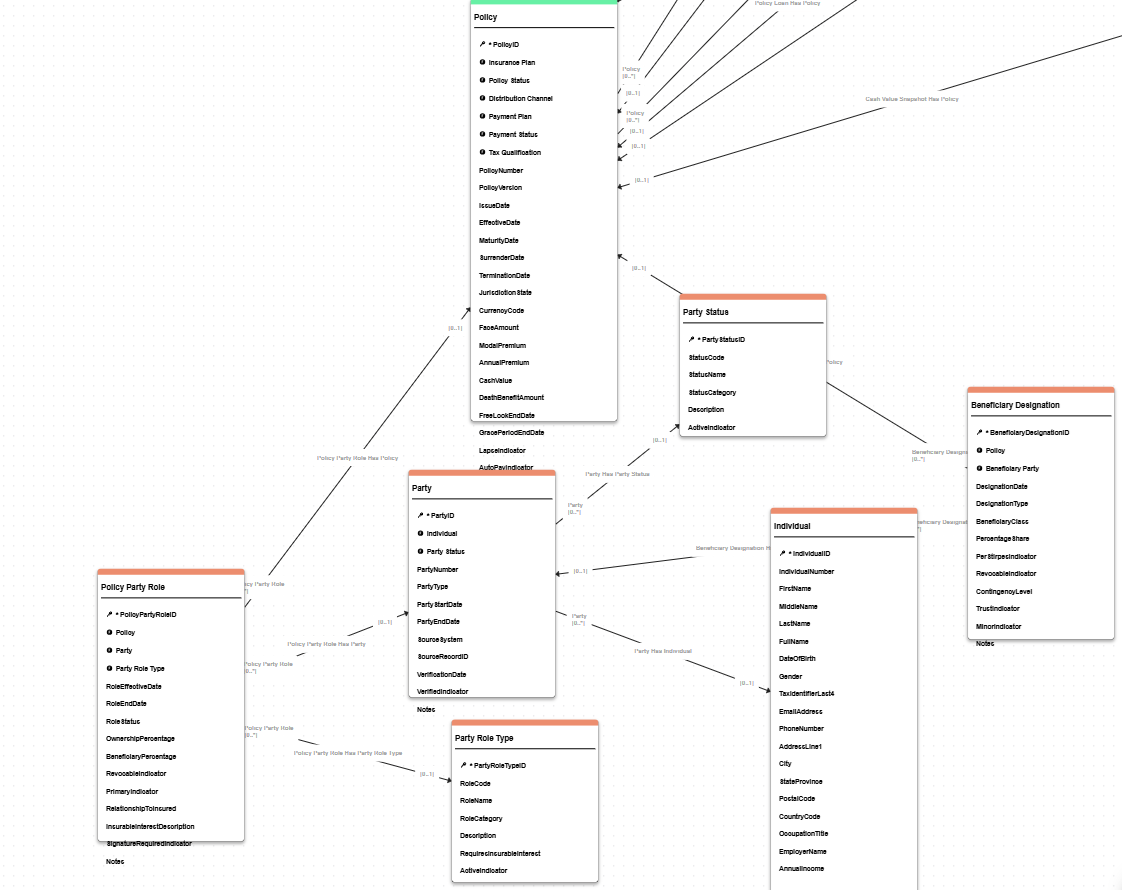 Policy Loan Has Policy
Policy
* PolicyID
Insurance Plan
Policy Status
Distribution Channel
Payment Plan
Payment Status
Tax Qualification
PolicyNumber
PolicyVersion
IssueDate
EffectiveDate
MaturityDate
SurrenderDate
TerminationDate
JurisdictionState
CurrencyCode
FaceAmount
ModalPremium
AnnualPremium
CashValue
DeathBenefitAmount
FreeLookEndDate
GracePeriodEndDate
LapseIndicator
AutoPayIndicator
Policy
[0..*]
[0..1]
Policy
[0..*]
[0..1]
[0..1]
Cash Value Snapshot Has Policy
[0..1]
[0..1]
Party Status
* PartyStatusID
StatusCode
StatusName
StatusCategory
Description
ActiveIndicator
Policy
Beneficiary Designation
* BeneficiaryDesignationID
Policy
Beneficiary Party
DesignationDate
DesignationType
BeneficiaryClass
PercentageShare
PerStirpesIndicator
RevocableIndicator
ContingencyLevel
TrustIndicator
MinorIndicator
Notes
Beneficiary Design
[0..*]
[0..1]
Policy Party Role Has Policy
[0..1]
Party Has Party Status
Party
[0..*]
Party
* PartyID
Individual
Party Status
PartyNumber
PartyType
PartyStartDate
PartyEndDate
SourceSystem
SourceRecordID
VerificationDate
VerifiedIndicator
Notes
Beneficiary Designation H
[0..1]
Party
[0..*]
Party Has Individual
[0..1]
Individual
* IndividualID
IndividualNumber
FirstName
MiddleName
LastName
FullName
DateOfBirth
Gender
TaxIdentifierLast4
EmailAddress
PhoneNumber
AddressLine1
City
StateProvince
PostalCode
CountryCode
OccupationTitle
EmployerName
AnnualIncome
Policy Party Role
* PolicyPartyRoleID
Policy
Party
Party Role Type
RoleEffectiveDate
RoleEndDate
RoleStatus
OwnershipPercentage
BeneficiaryPercentage
RevocableIndicator
PrimaryIndicator
RelationshipToInsured
InsurableInterestDescription
SignatureRequiredIndicator
Notes
icy Party Role
*]
[0..1]
Policy Party Role Has Party
Policy Party Role
[0..*]
Policy Party Role
[0..*]
Policy Party Role Has Party Role Type
[0..1]
Party Role Type
* PartyRoleTypeID
RoleCode
RoleName
RoleCategory
Description
RequiresInsurableInterest
ActiveIndicator